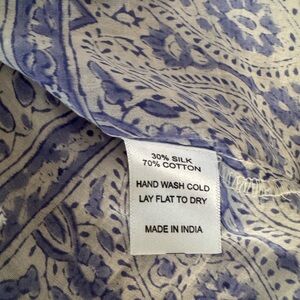 30% SILK
70% COTTON
HAND WASH COLD
LAY FLAT TO DRY
MADE IN INDIA